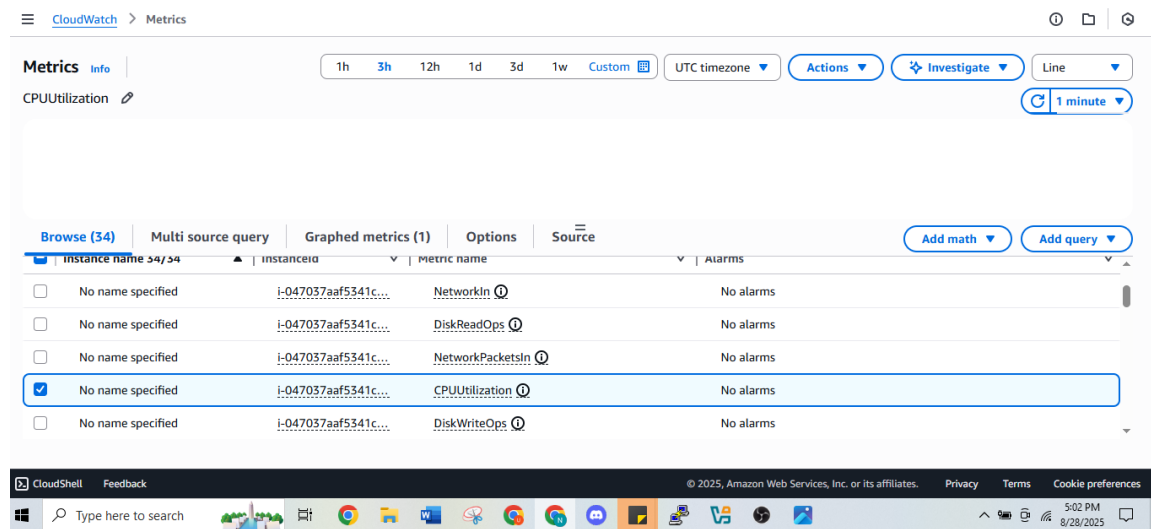 CloudWatch > Metrics
Metrics Info
1h 3h 12h 1d 3d 1w Custom UTC timezone Actions Investigate Line
CPUUtilization
1 minute
Browse (34) Multi source query Graphed metrics (1) Options Source Add math Add query
Instance name 34/34 InstanceId Metric name Alarms
No name specified i-047037aaf5341c... NetworkIn No alarms
No name specified i-047037aaf5341c... DiskReadOps No alarms
No name specified i-047037aaf5341c... NetworkPacketsIn No alarms
No name specified i-047037aaf5341c... CPUUtilization No alarms
No name specified i-047037aaf5341c... DiskWriteOps No alarms
CloudShell Feedback © 2025, Amazon Web Services, Inc. or its affiliates. Privacy Terms Cookie preferences
Type here to search 5:02 PM
8/28/2025